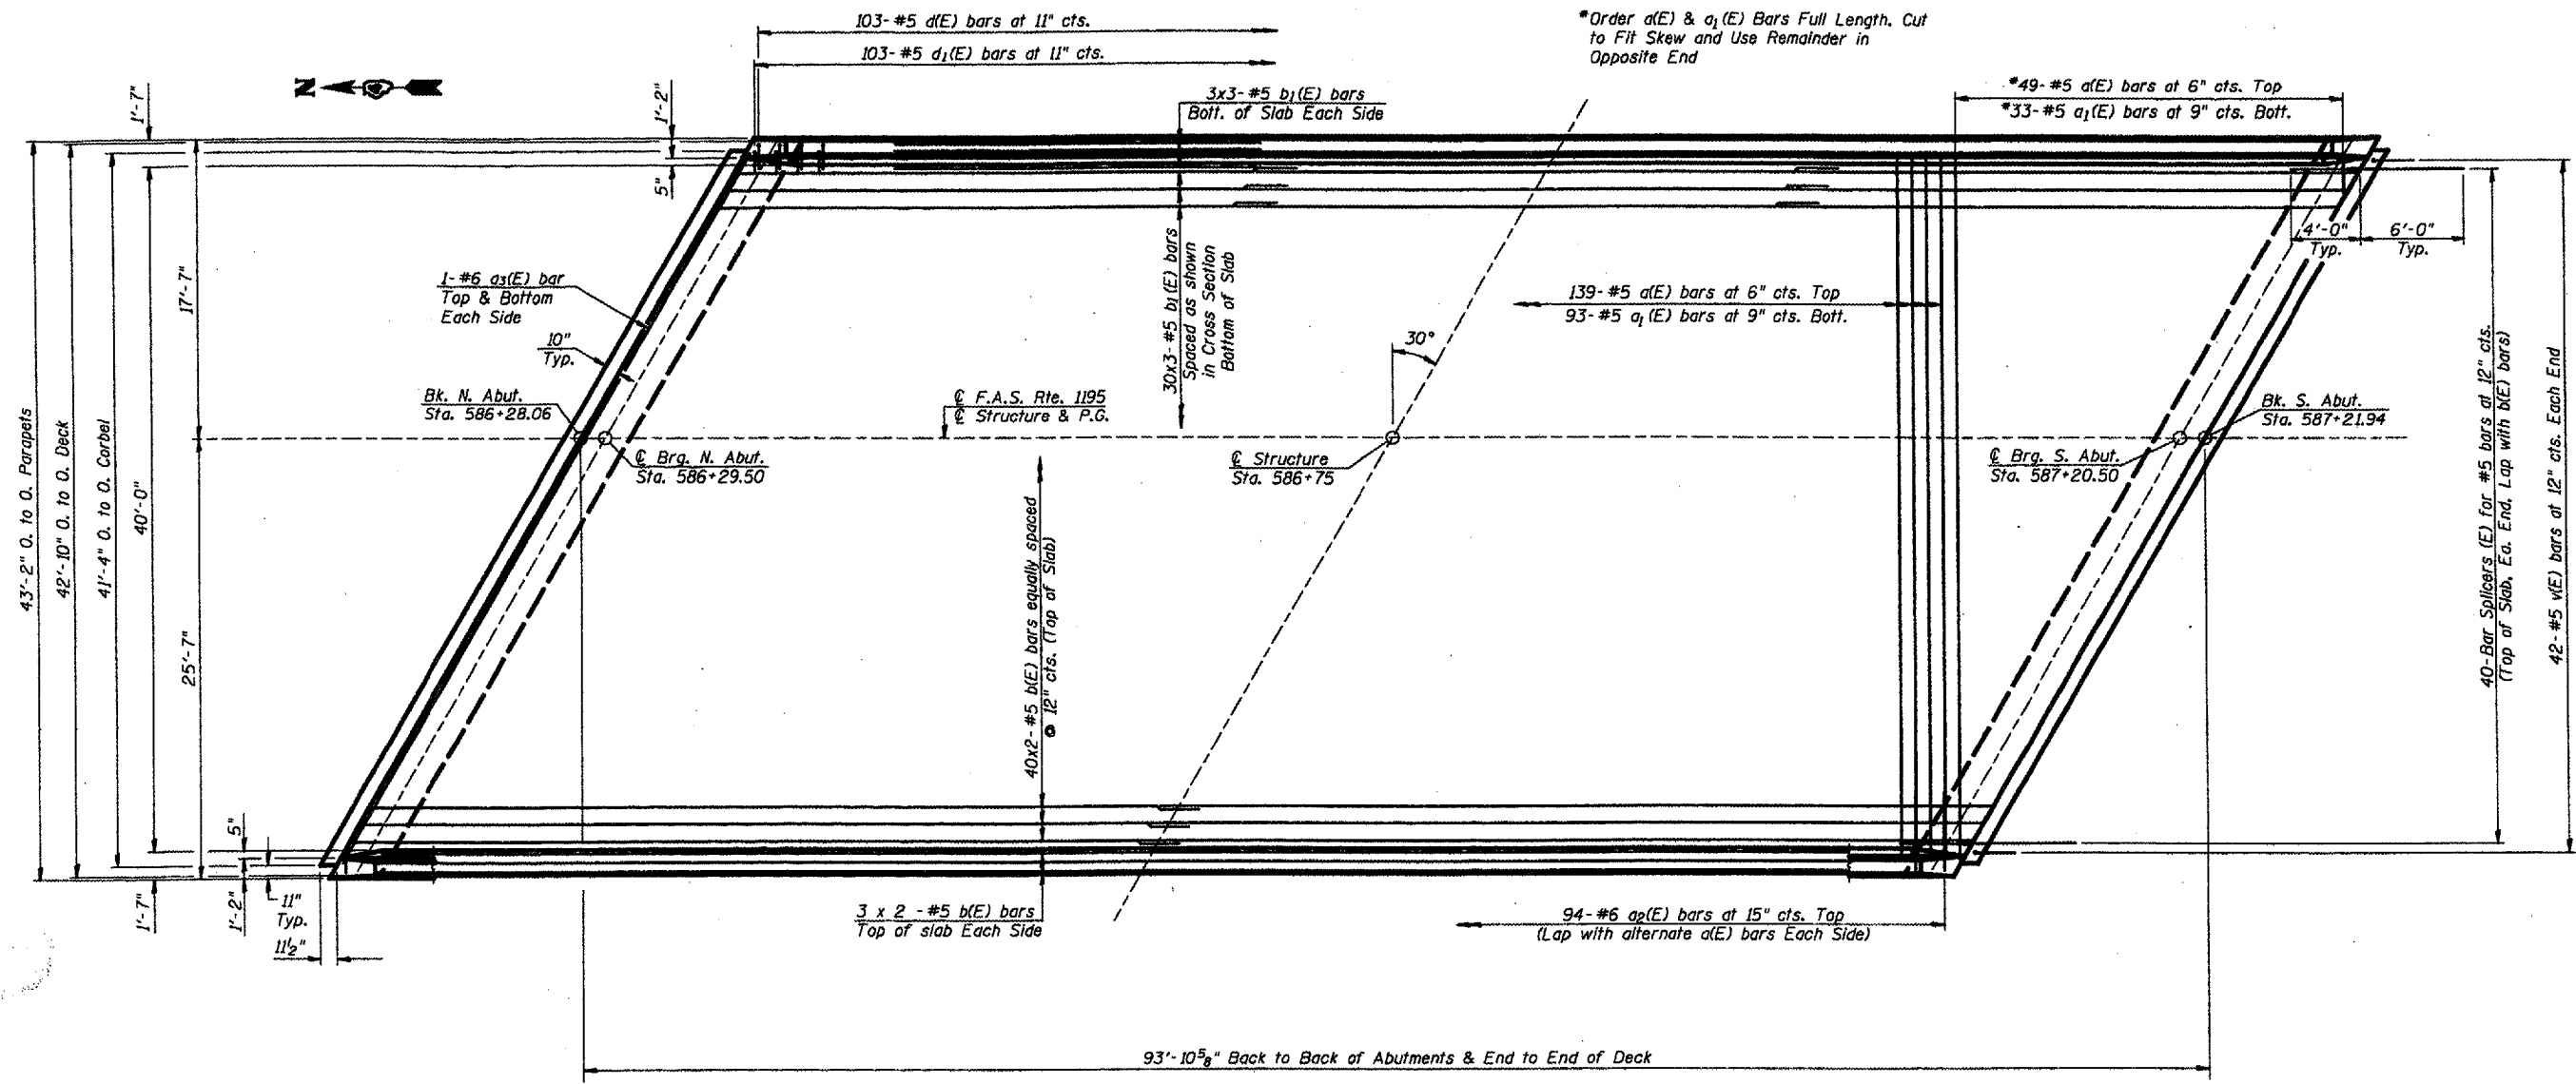 103-#5 d(E) bars at 11" cts.
103-#5 d₁(E) bars at 11" cts.
*Order a(E) & a₁(E) Bars Full Length. Cut
to Fit Skew and Use Remainder in
Opposite End
N
1'-7"
1'-2"
5"
3x3-#5 b₁(E) bars
Bott. of Slab Each Side
*49-#5 a(E) bars at 6" cts. Top
*33-#5 a₁(E) bars at 9" cts. Bott.
4'-0"
Typ.
6'-0"
Typ.
17'-7"
1-#6 a₃(E) bar
Top & Bottom
Each Side
10"
Typ.
30x3-#5 b₁(E) bars
Spaced as shown
in Cross Section
Bottom of Slab
139-#5 a(E) bars at 6" cts. Top
93-#5 a₁(E) bars at 9" cts. Bott.
30°
Bk. N. Abut.
Sta. 586+28.06
℄ F.A.S. Rte. 1195
℄ Structure & P.G.
Bk. S. Abut.
Sta. 587+21.94
℄ Brg. N. Abut.
Sta. 586+29.50
℄ Structure
Sta. 586+75
℄ Brg. S. Abut.
Sta. 587+20.50
43'-2" O. to O. Parapets
42'-10" O. to O. Deck
41'-4" O. to O. Corbel
40'-0"
25'-7"
40x2-#5 b(E) bars equally spaced
@ 12" cts. (Top of Slab)
40-Bar Splicers (E) for #5 bars at 12" cts.
(Top of Slab, Ea. End, Lap with b(E) bars)
42-#5 v(E) bars at 12" cts. Each End
5"
1'-7"
1'-2"
11"
Typ.
11½"
3 x 2 -#5 b(E) bars
Top of slab Each Side
94-#6 a₂(E) bars at 15" cts. Top
(Lap with alternate a(E) bars Each Side)
93'-10⅝" Back to Back of Abutments & End to End of Deck